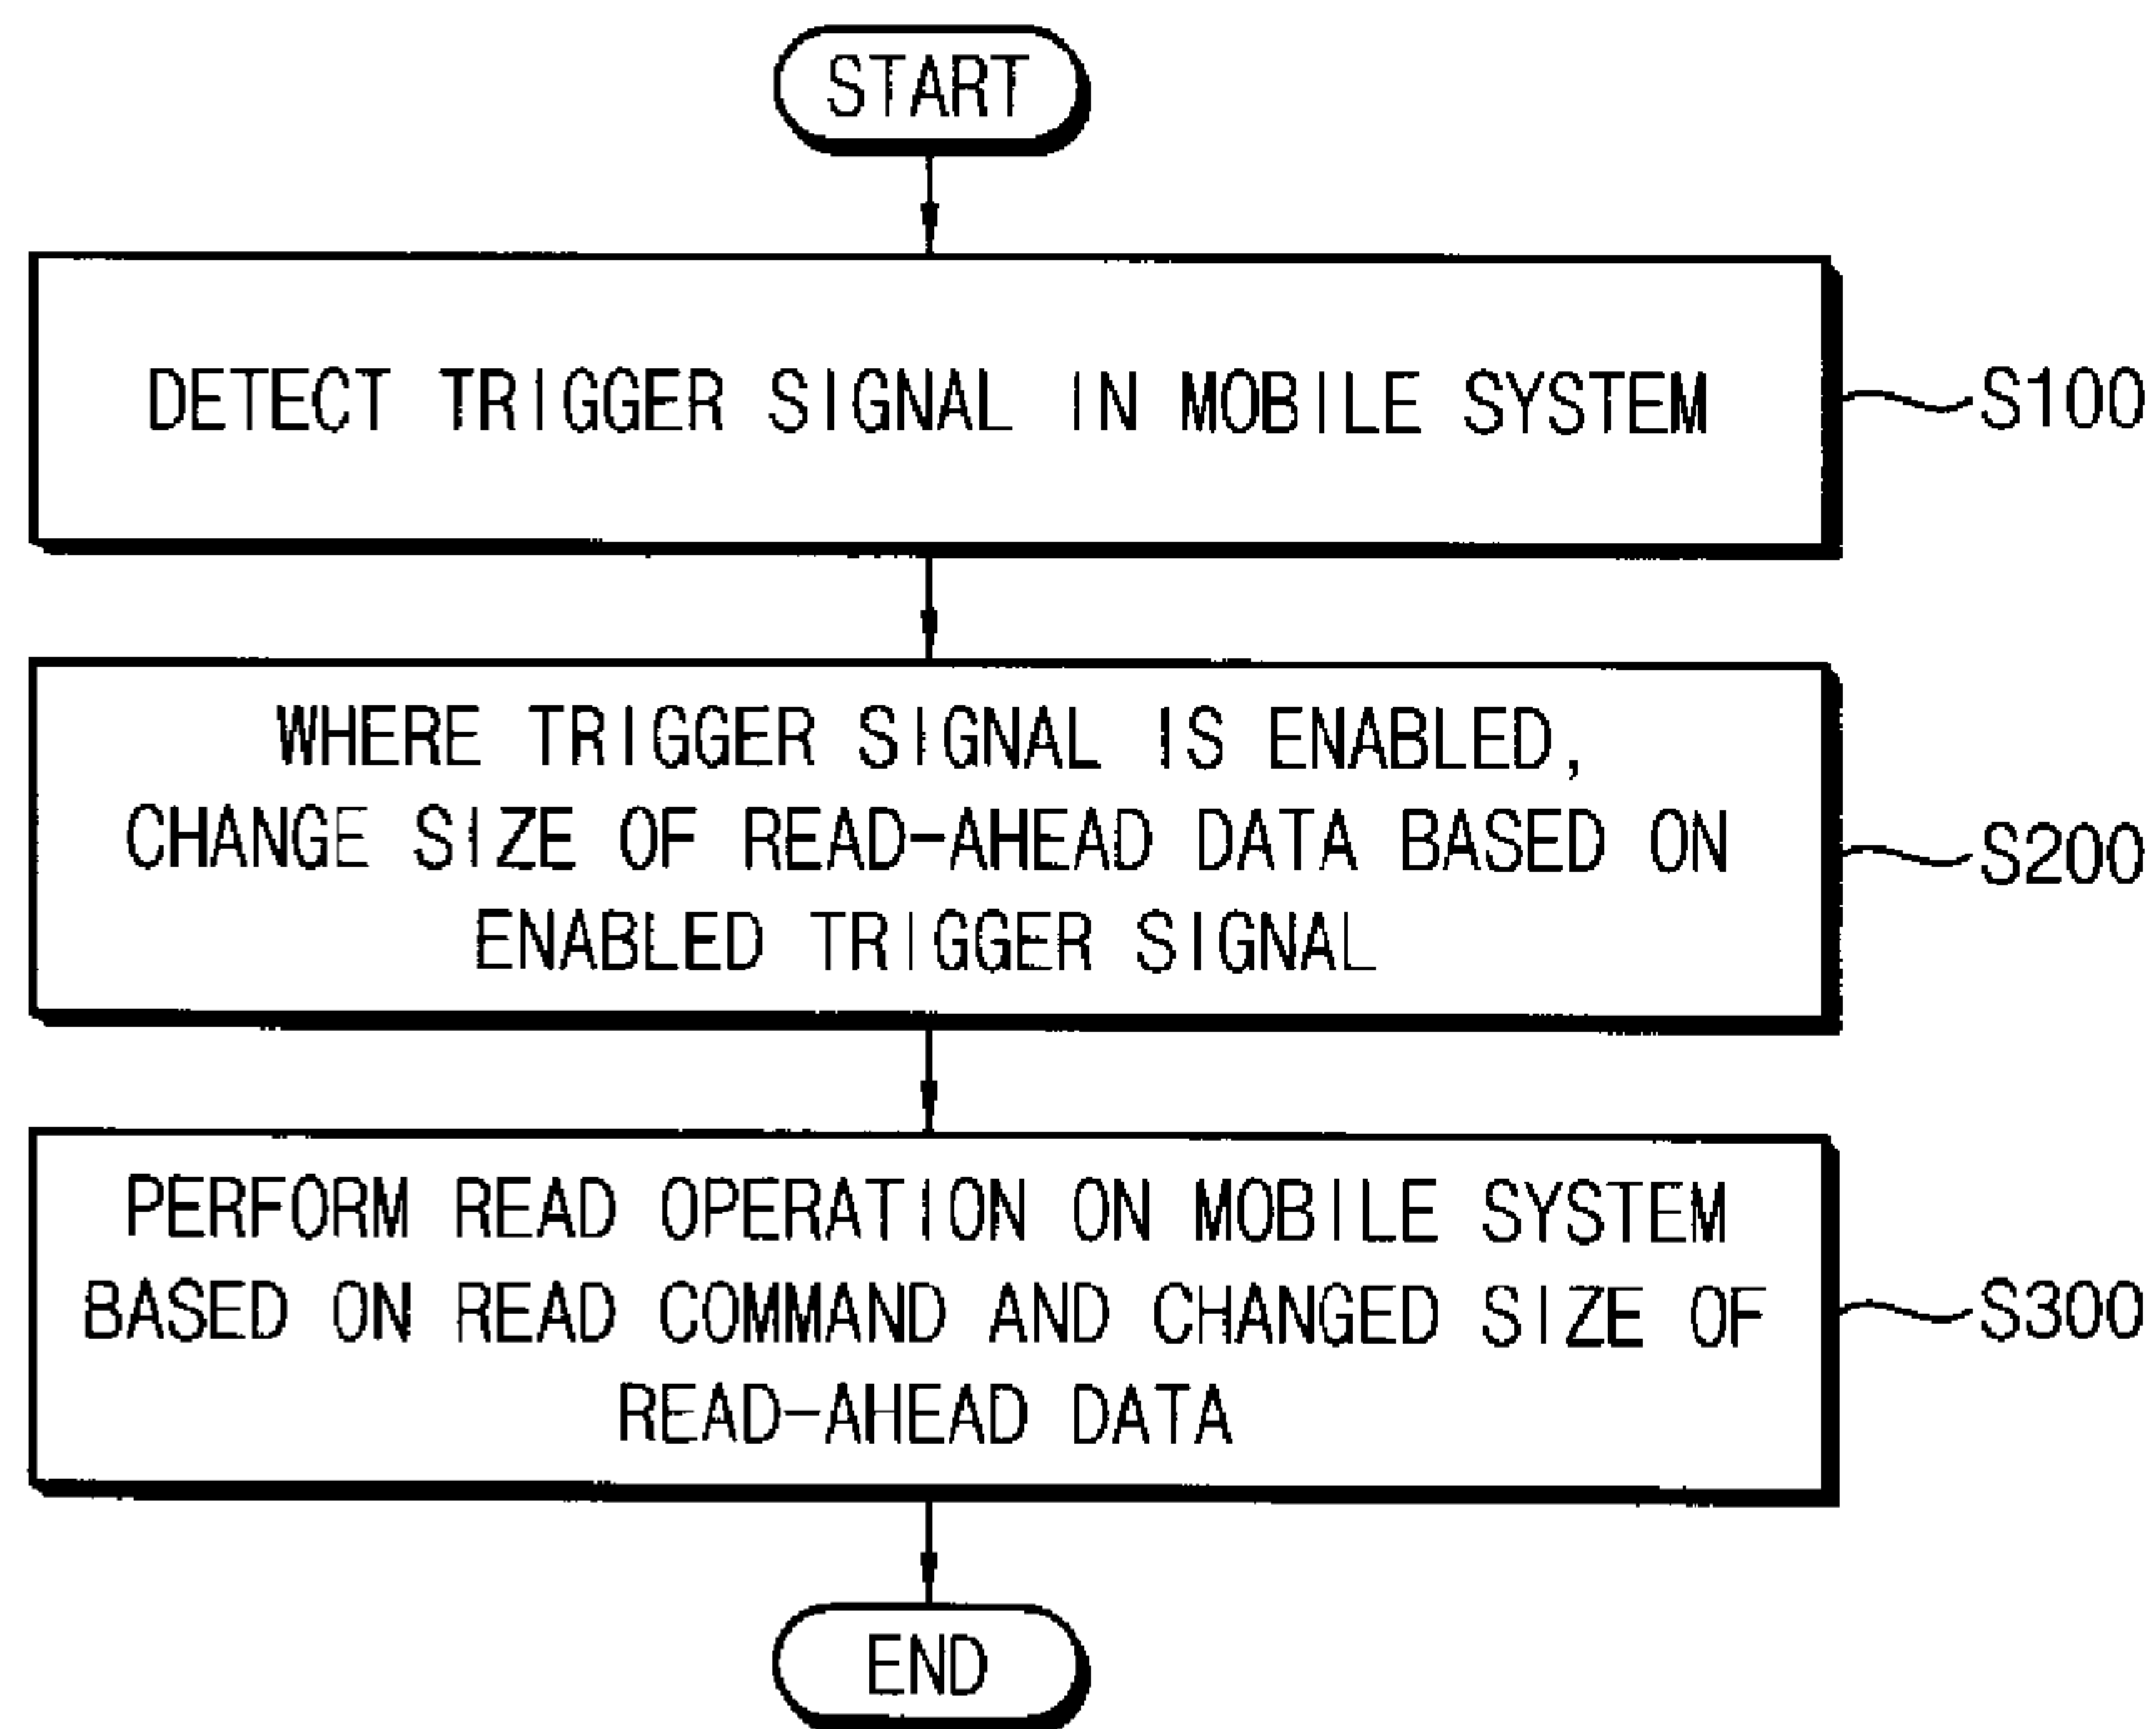 START
DETECT TRIGGER SIGNAL IN MOBILE SYSTEM
S100
WHERE TRIGGER SIGNAL IS ENABLED,
CHANGE SIZE OF READ-AHEAD DATA BASED ON
ENABLED TRIGGER SIGNAL
S200
PERFORM READ OPERATION ON MOBILE SYSTEM
BASED ON READ COMMAND AND CHANGED SIZE OF
READ-AHEAD DATA
S300
END